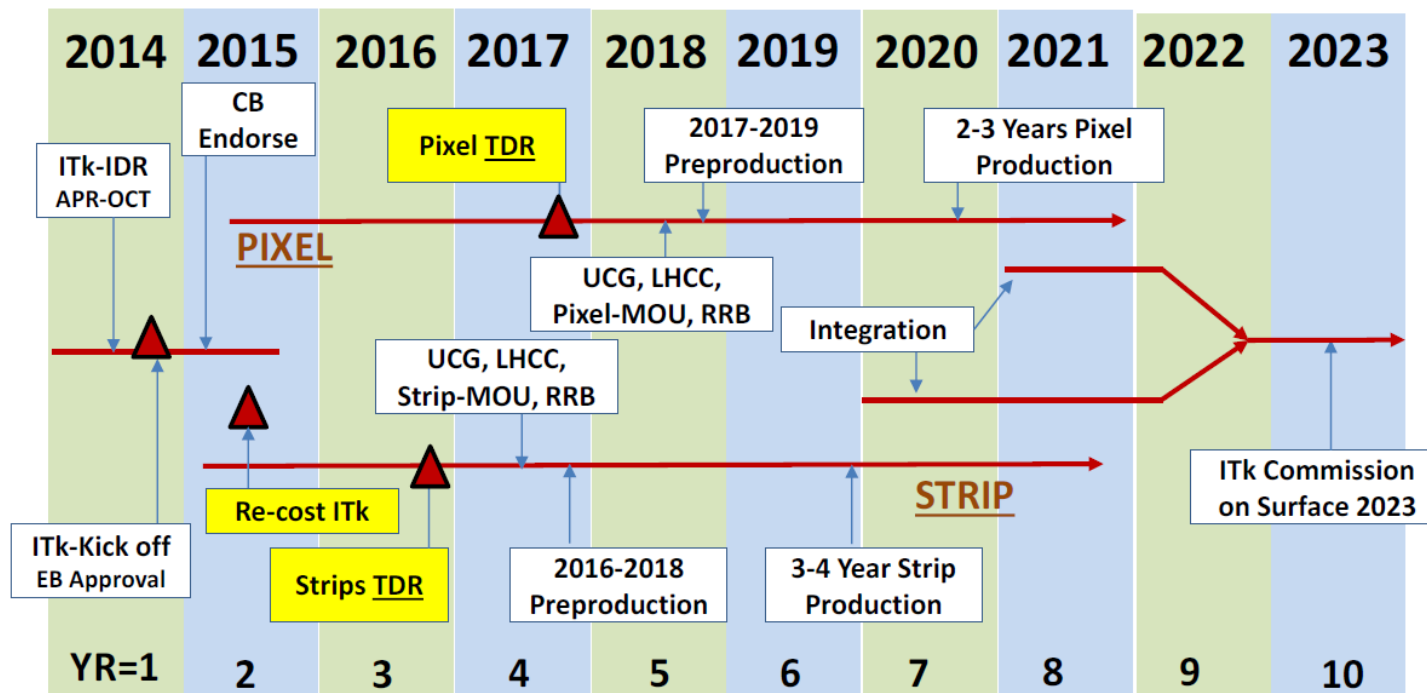 2014 2015 2016 2017 2018 2019 2020 2021 2022 2023
CB
Endorse
Pixel TDR
2017-2019
Preproduction
2-3 Years Pixel
Production
ITk-IDR
APR-OCT
PIXEL
UCG, LHCC,
Pixel-MOU, RRB
Integration
UCG, LHCC,
Strip-MOU, RRB
ITk Commission
on Surface 2023
STRIP
Re-cost ITk
ITk-Kick off
EB Approval
Strips TDR
2016-2018
Preproduction
3-4 Year Strip
Production
YR=1 2 3 4 5 6 7 8 9 10